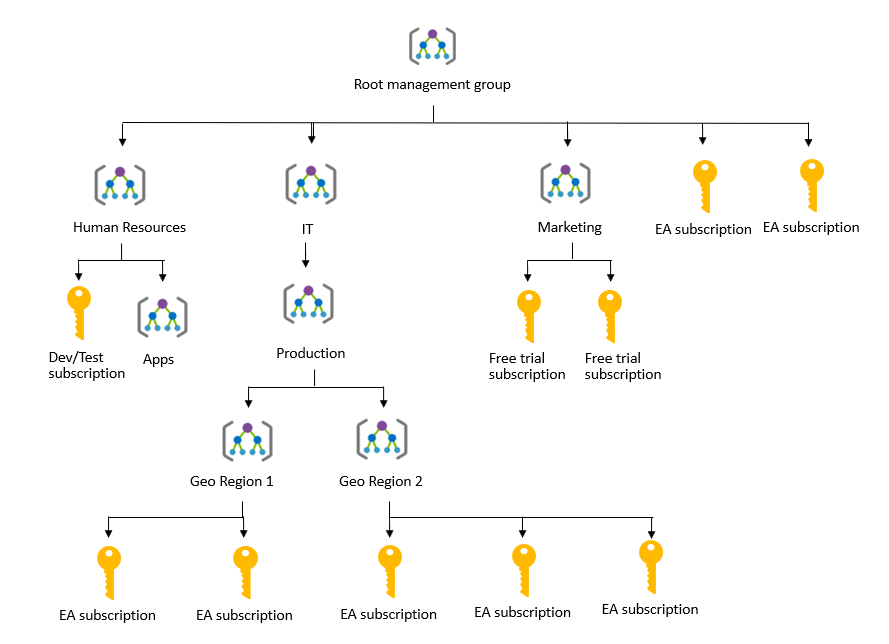 Root management group
Human Resources
IT
Marketing
EA subscription
EA subscription
Dev/Test
subscription
Apps
Production
Free trial
subscription
Free trial
subscription
Geo Region 1
Geo Region 2
EA subscription
EA subscription
EA subscription
EA subscription
EA subscription